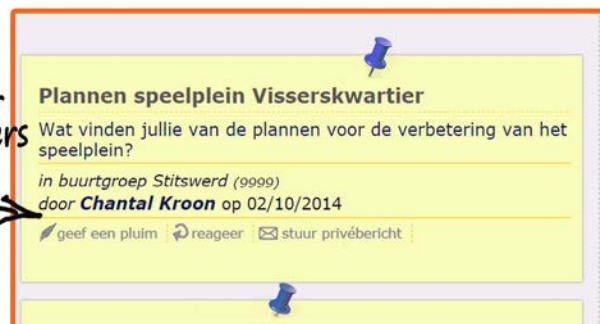 Plannen speelplein Visserskwartier
Wat vinden jullie van de plannen voor de verbetering van het
speelplein?
in buurtgroep Stitswerd (9999)
door Chantal Kroon op 02/10/2014
geef een pluim reageer stuur privébericht